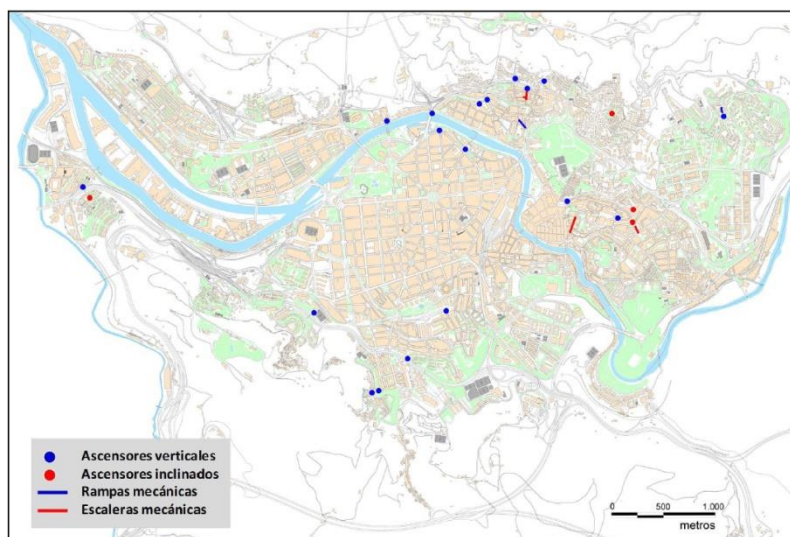 Ascensores verticales
Ascensores inclinados
Rampas mecánicas
Escaleras mecánicas
0 500 1.000
metros